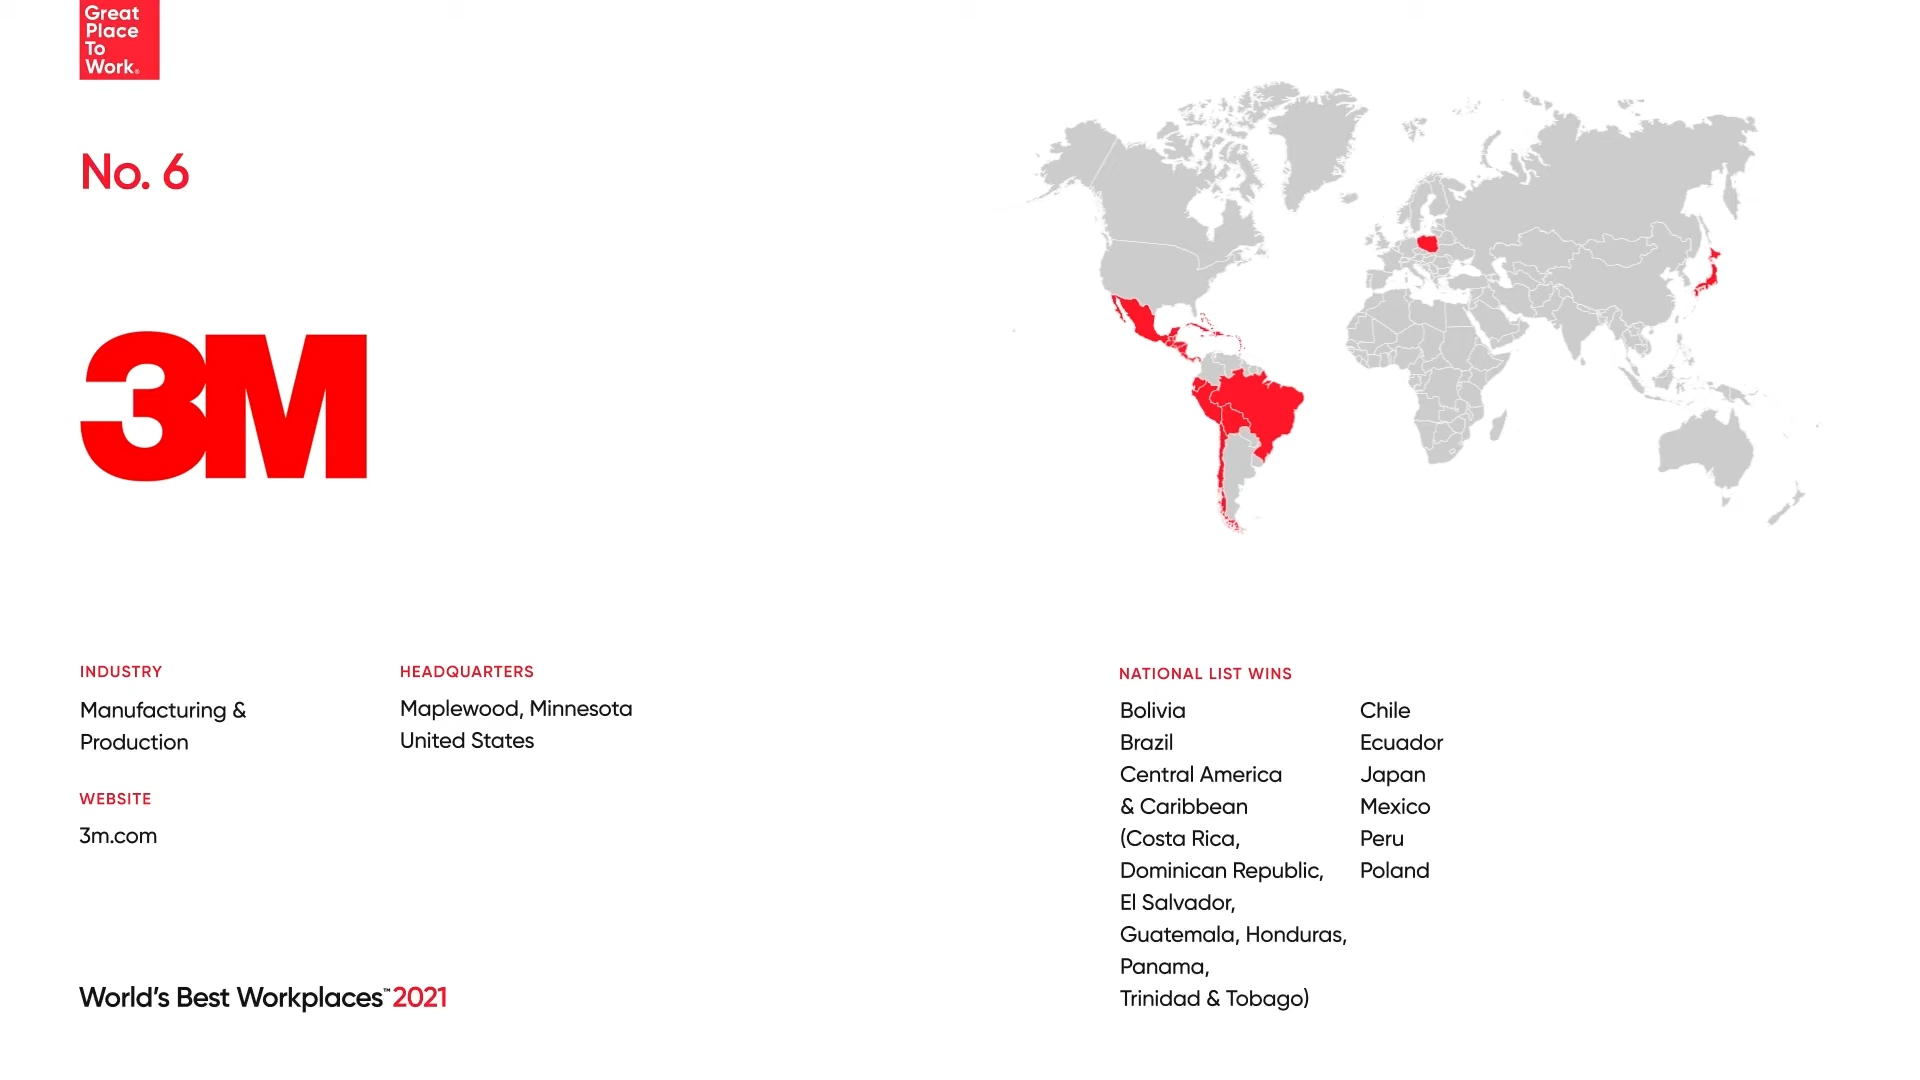 Great
Place
To
Work®
No. 6
3M
INDUSTRY
Manufacturing &
Production
HEADQUARTERS
Maplewood, Minnesota
United States
WEBSITE
3m.com
NATIONAL LIST WINS
Bolivia
Brazil
Central America
& Caribbean
(Costa Rica,
Dominican Republic,
El Salvador,
Guatemala, Honduras,
Panama,
Trinidad & Tobago)
Chile
Ecuador
Japan
Mexico
Peru
Poland
World's Best Workplaces™ 2021